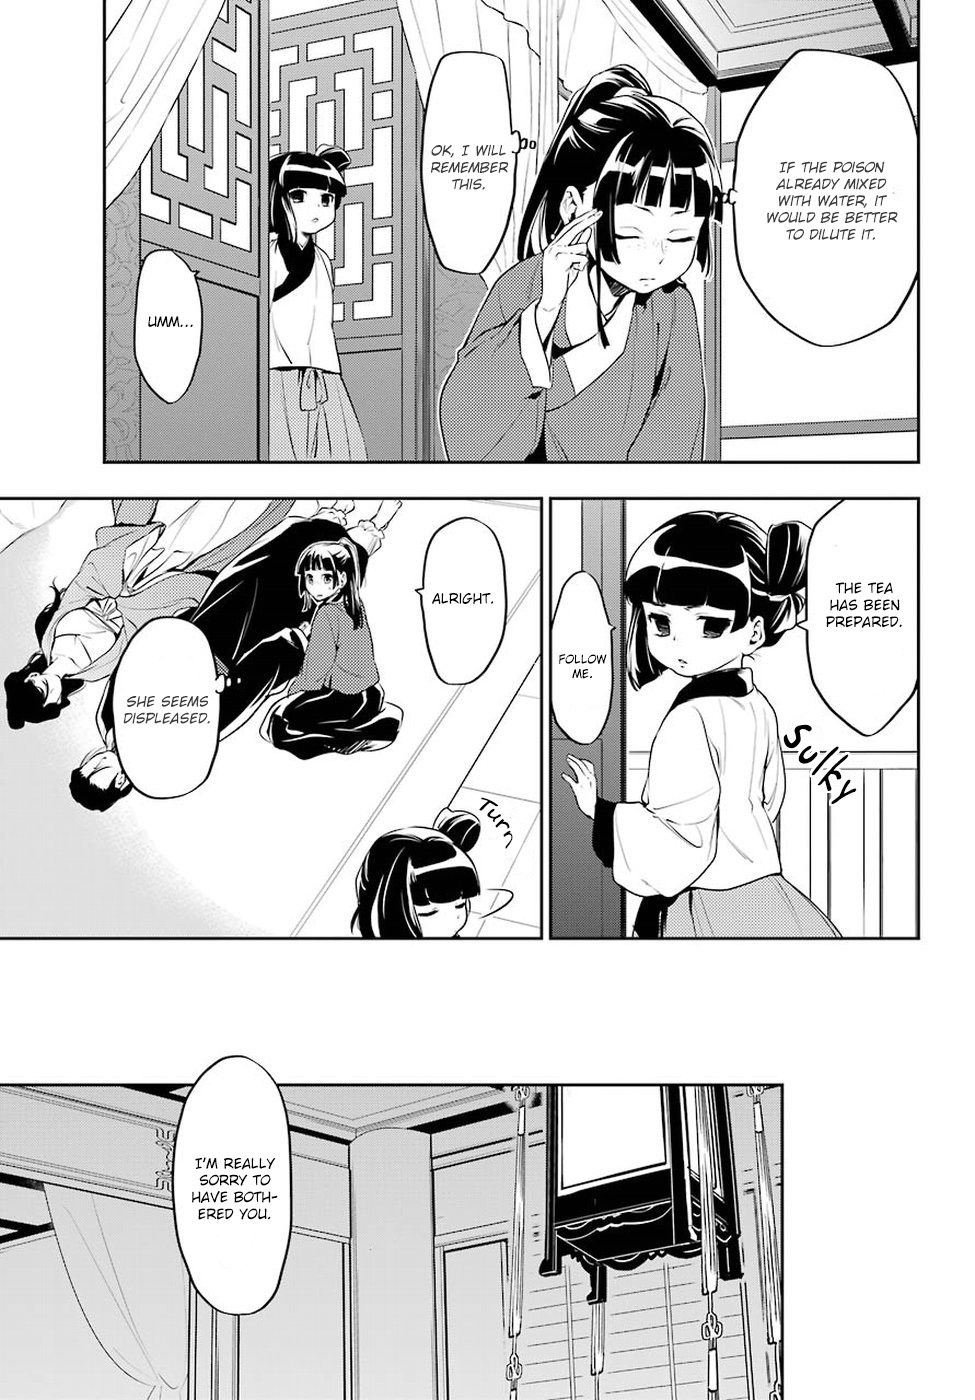 IF THE POISON
ALREADY MIXED
WITH WATER, IT
WOULD BE BETTER
TO DILUTE IT.
OK, I WILL
REMEMBER
THIS.
UMM...
THE TEA
HAS BEEN
PREPARED.
FOLLOW
ME.
Sulky
ALRIGHT.
SHE SEEMS
DISPLEASED.
Turn
I'M REALLY
SORRY TO
HAVE BOTH-
ERED YOU.